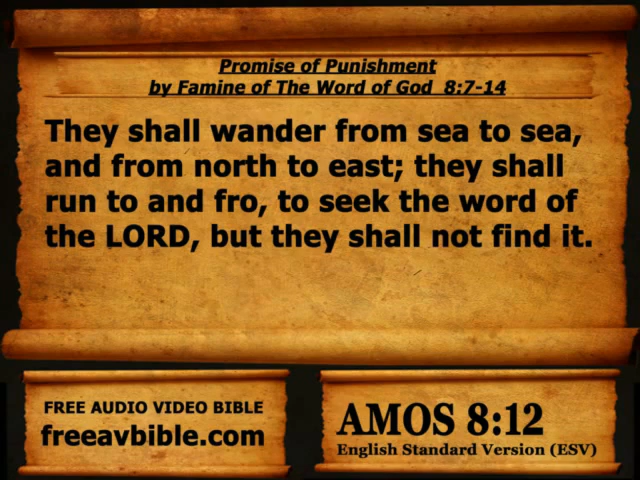 Promise of Punishment
by Famine of The Word of God 8:7-14
They shall wander from sea to sea,
and from north to east; they shall
run to and fro, to seek the word of
the LORD, but they shall not find it.
FREE AUDIO VIDEO BIBLE
freeavbible.com
AMOS 8:12
English Standard Version (ESV)